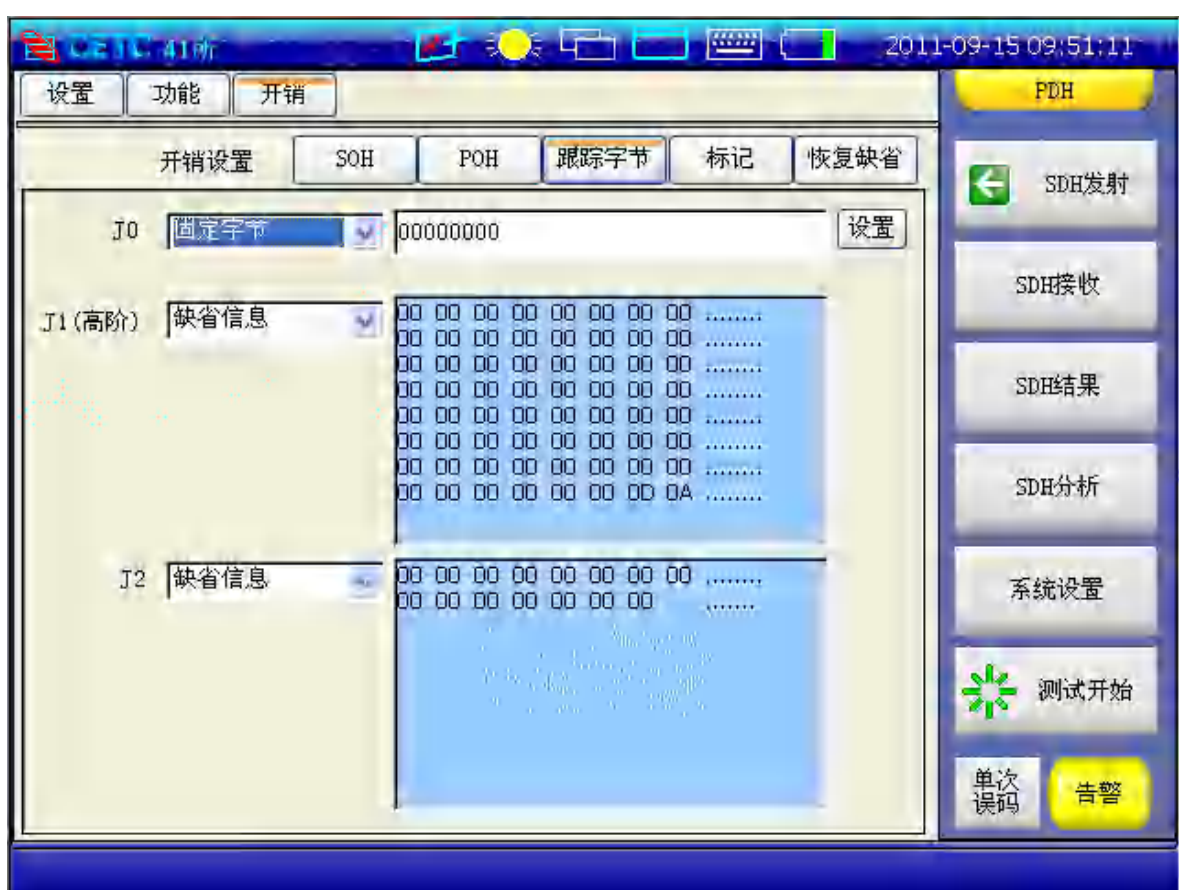 CETC 41所 2011-09-15 09:51:11
设置 功能 开销 PDH
开销设置 SOH POH 跟踪字节 标记 恢复缺省
SDH发射
J0 固定字节 00000000 设置
SDH接收
J1(高阶) 缺省信息 00 00 00 00 00 00 00 00 ........
00 00 00 00 00 00 00 00 ........
00 00 00 00 00 00 00 00 ........
00 00 00 00 00 00 00 00 ........
00 00 00 00 00 00 00 00 ........
00 00 00 00 00 00 00 00 ........
00 00 00 00 00 00 00 00 ........
00 00 00 00 00 00 0D 0A ........
SDH结果
SDH分析
J2 缺省信息 00 00 00 00 00 00 00 00 ........
00 00 00 00 00 00 00 .......
系统设置
测试开始
单次
误码
告警